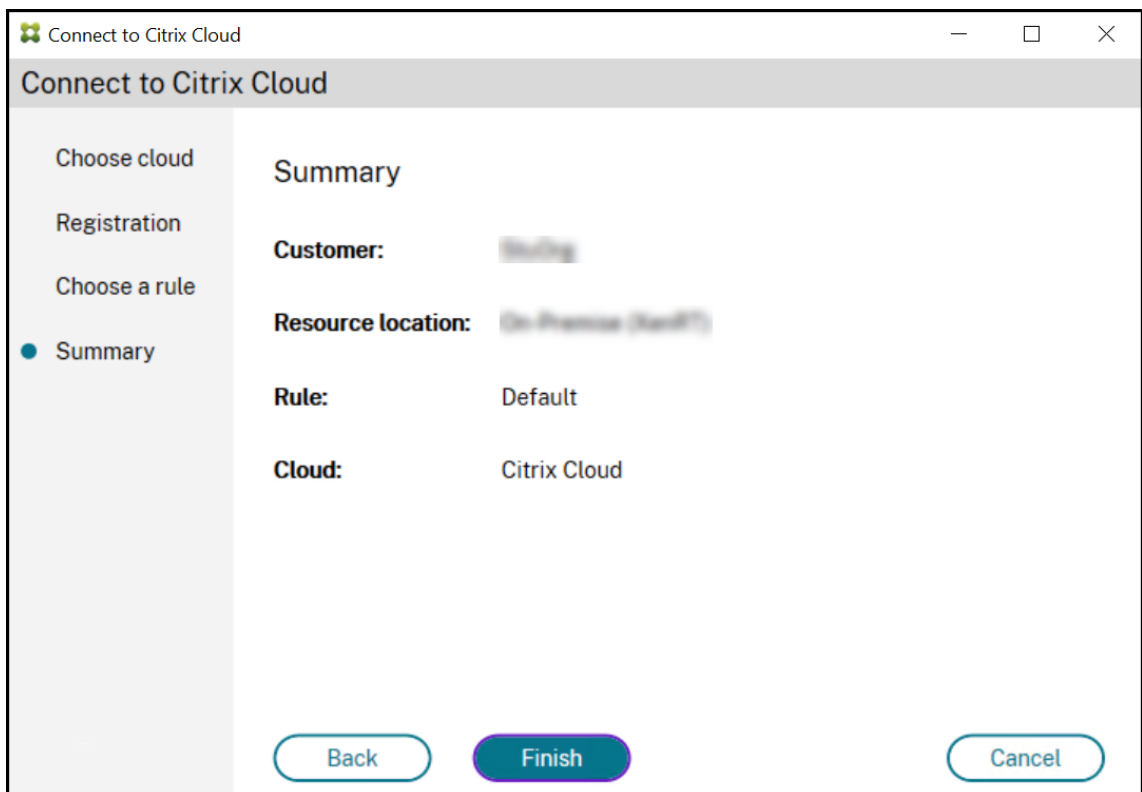 Connect to Citrix Cloud
Connect to Citrix Cloud
Choose cloud
Registration
Choose a rule
Summary
Summary
Customer:
Resource location:
Rule: Default
Cloud: Citrix Cloud
Back Finish Cancel